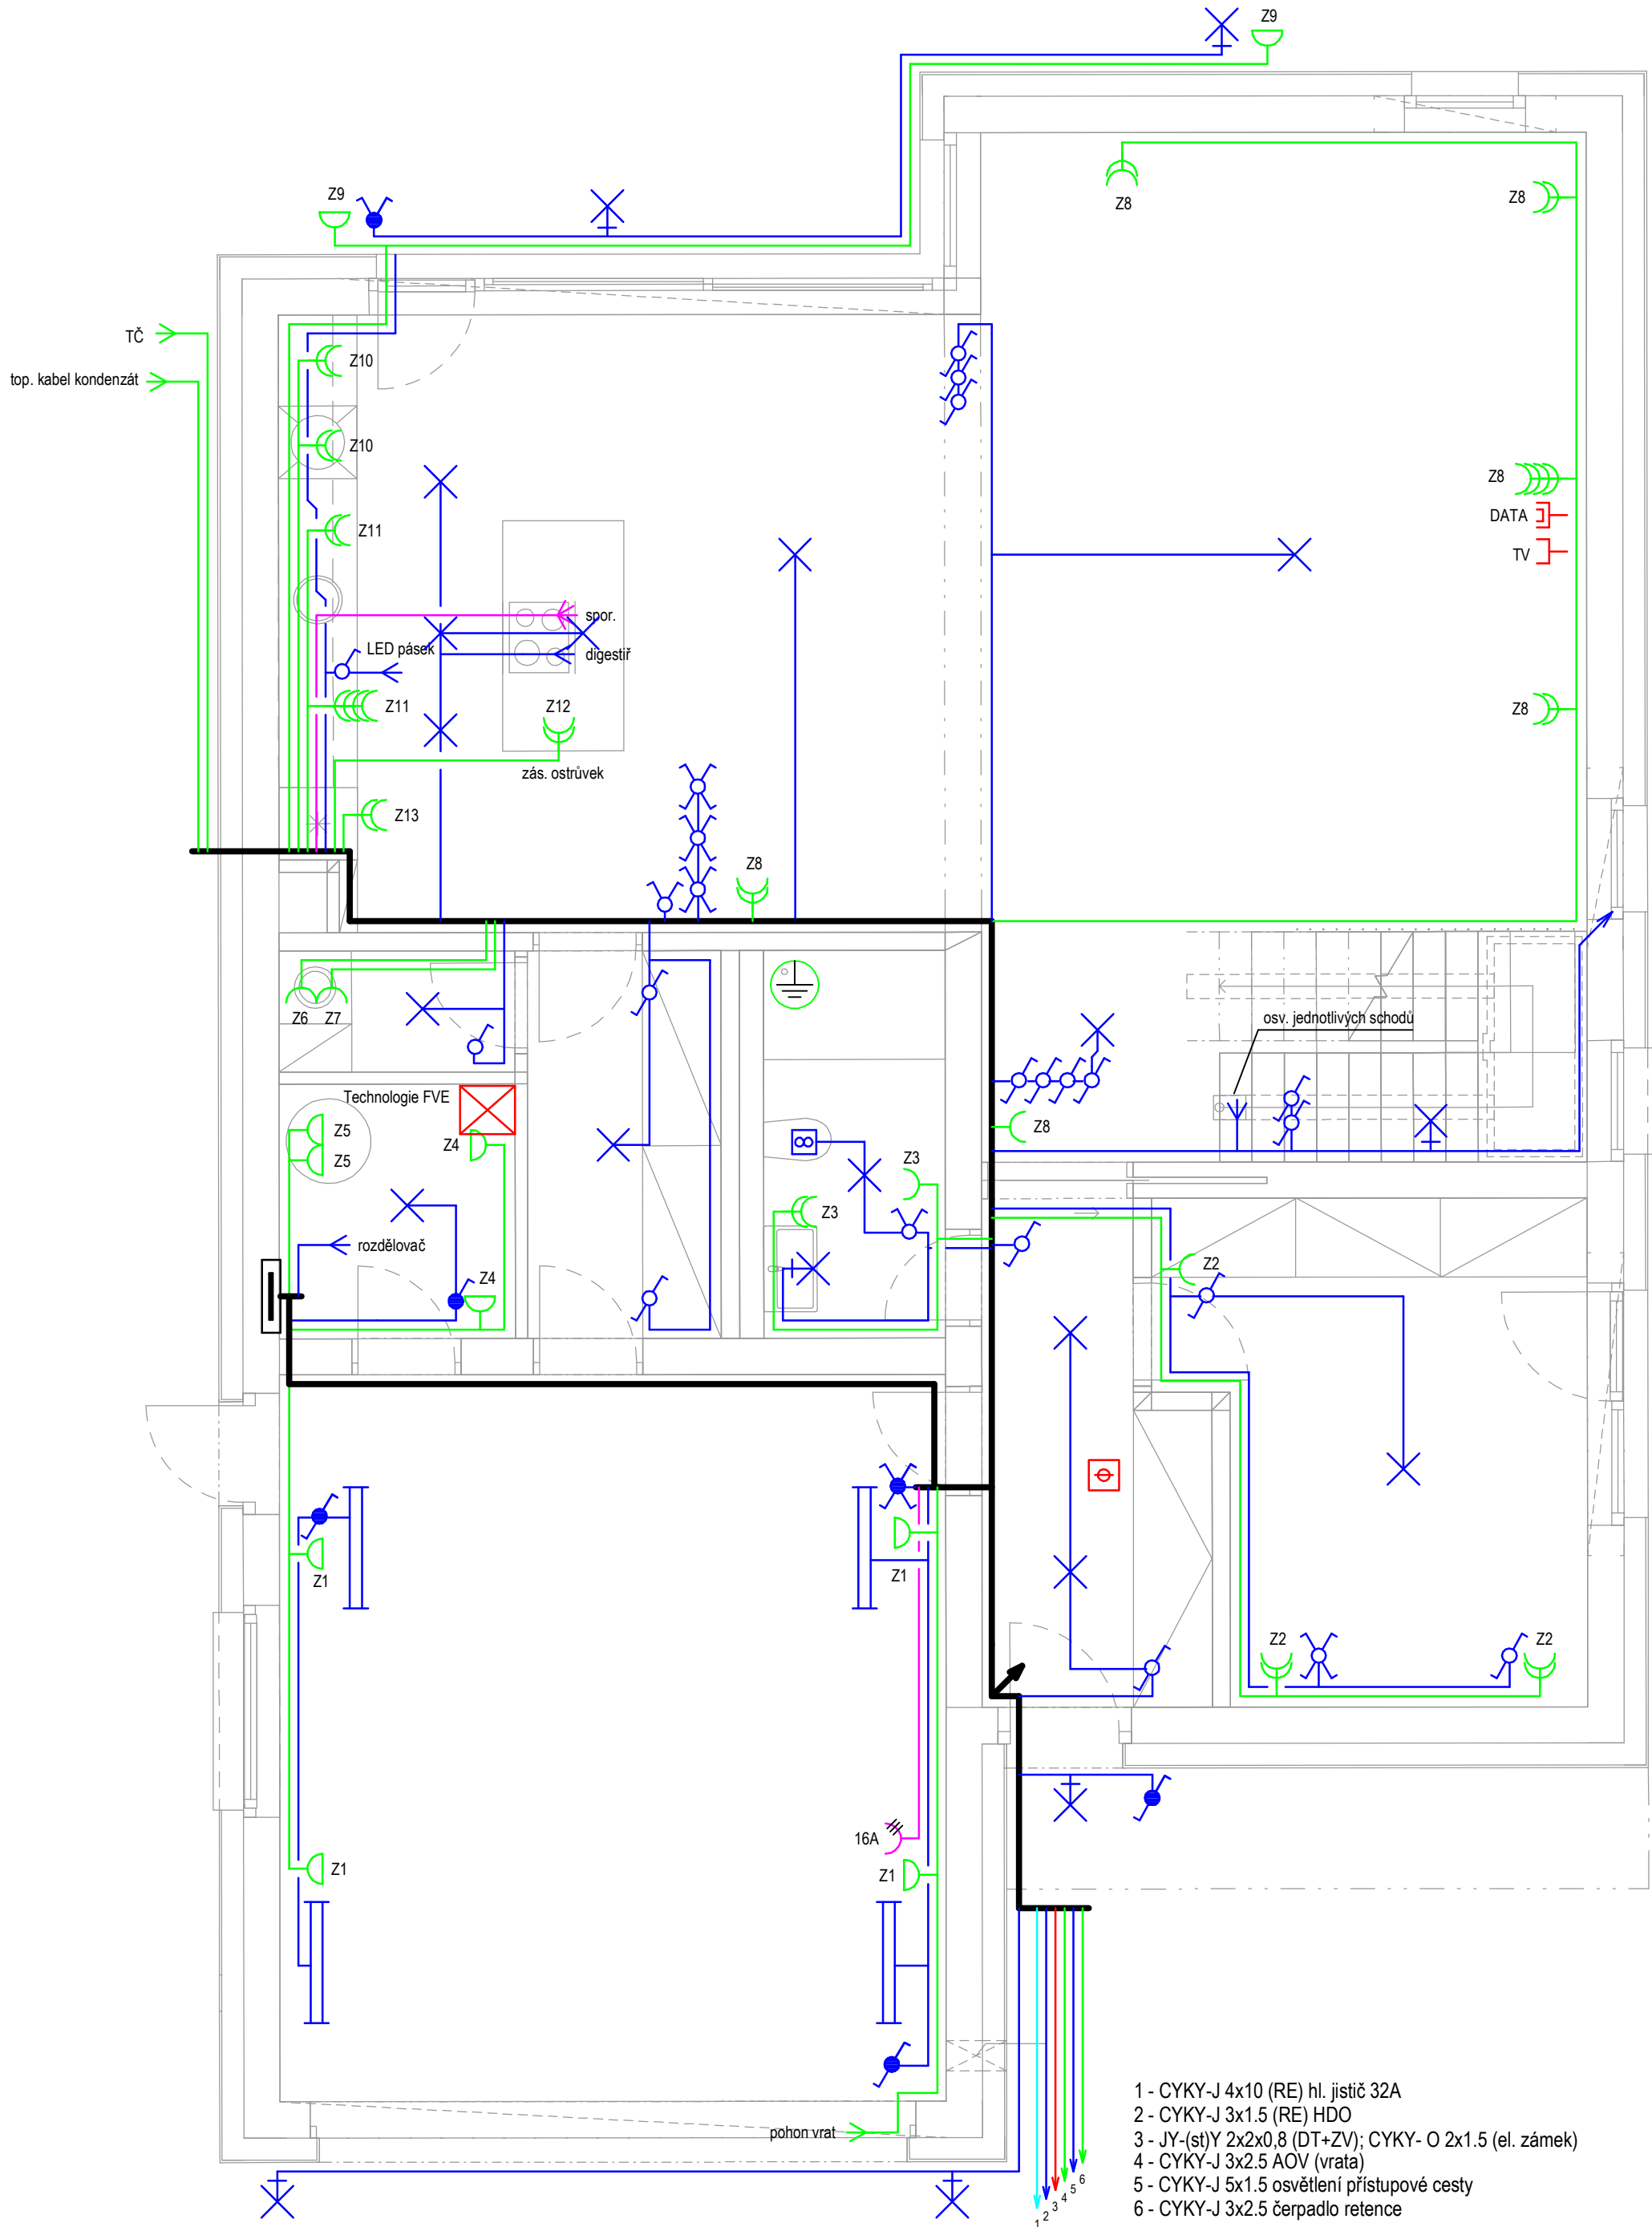 Z9
Z9
Z8
Z8
TČ
top. kabel kondenzát
Z10
Z10
Z11
Z8
DATA
TV
spor.
LED pásek
digestiř
Z11
Z12
Z8
zás. ostrůvek
Z13
Z8
Z6 Z7
osv. jednotlivých schodů
Technologie FVE
Z5
Z4
Z8
Z5
Z3
Z3
rozdělovač
Z4
Z2
Z1
Z1
Z2
Z2
16A
Z1
Z1
pohon vrat
1 - CYKY-J 4x10 (RE) hl. jistič 32A
2 - CYKY-J 3x1.5 (RE) HDO
3 - JY-(st)Y 2x2x0,8 (DT+ZV); CYKY- O 2x1.5 (el. zámek)
4 - CYKY-J 3x2.5 AOV (vrata)
5 - CYKY-J 5x1.5 osvětlení přístupové cesty
6 - CYKY-J 3x2.5 čerpadlo retence
1 2 3 4 5 6